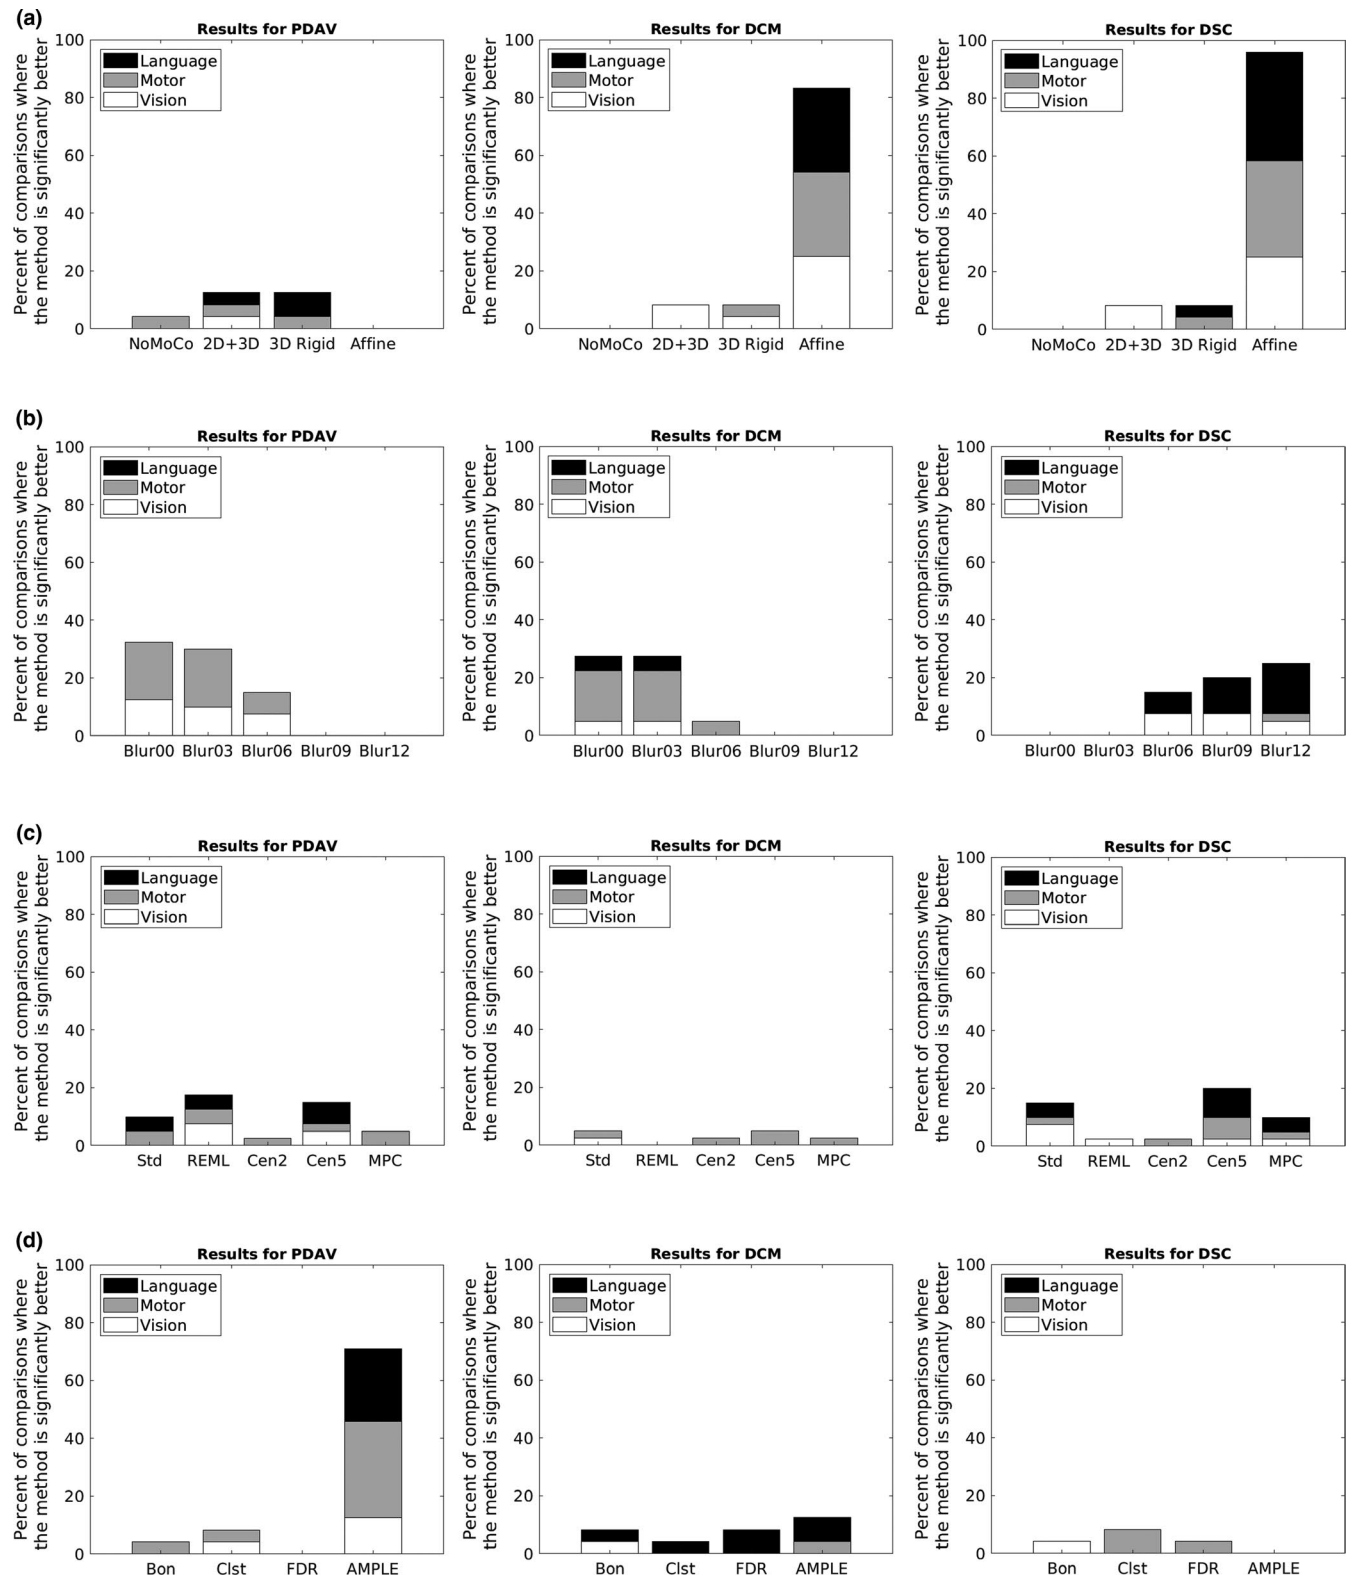 (a)
Results for PDAV
Percent of comparisons where
the method is significantly better
100
80
60
40
20
0
Language
Motor
Vision
NoMoCo 2D+3D 3D Rigid Affine
Results for DCM
Percent of comparisons where
the method is significantly better
100
80
60
40
20
0
Language
Motor
Vision
NoMoCo 2D+3D 3D Rigid Affine
Results for DSC
Percent of comparisons where
the method is significantly better
100
80
60
40
20
0
Language
Motor
Vision
NoMoCo 2D+3D 3D Rigid Affine
(b)
Results for PDAV
Percent of comparisons where
the method is significantly better
100
80
60
40
20
0
Language
Motor
Vision
Blur00 Blur03 Blur06 Blur09 Blur12
Results for DCM
Percent of comparisons where
the method is significantly better
100
80
60
40
20
0
Language
Motor
Vision
Blur00 Blur03 Blur06 Blur09 Blur12
Results for DSC
Percent of comparisons where
the method is significantly better
100
80
60
40
20
0
Language
Motor
Vision
Blur00 Blur03 Blur06 Blur09 Blur12
(c)
Results for PDAV
Percent of comparisons where
the method is significantly better
100
80
60
40
20
0
Language
Motor
Vision
Std REML Cen2 Cen5 MPC
Results for DCM
Percent of comparisons where
the method is significantly better
100
80
60
40
20
0
Language
Motor
Vision
Std REML Cen2 Cen5 MPC
Results for DSC
Percent of comparisons where
the method is significantly better
100
80
60
40
20
0
Language
Motor
Vision
Std REML Cen2 Cen5 MPC
(d)
Results for PDAV
Percent of comparisons where
the method is significantly better
100
80
60
40
20
0
Language
Motor
Vision
Bon Clst FDR AMPLE
Results for DCM
Percent of comparisons where
the method is significantly better
100
80
60
40
20
0
Language
Motor
Vision
Bon Clst FDR AMPLE
Results for DSC
Percent of comparisons where
the method is significantly better
100
80
60
40
20
0
Language
Motor
Vision
Bon Clst FDR AMPLE